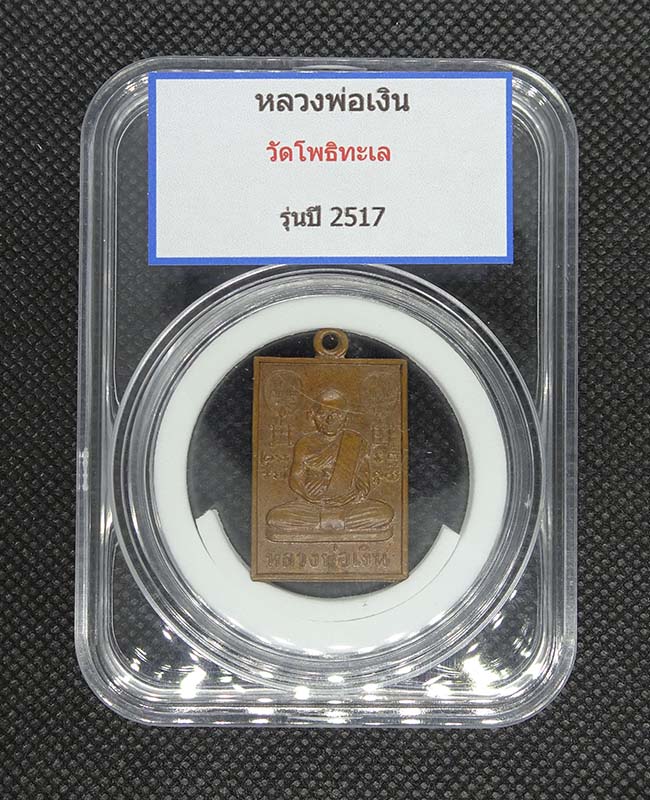 หลวงพ่อเงิน
วัดโพธิทะเล
รุ่นปี 2517
หลวงพ่อเงิน